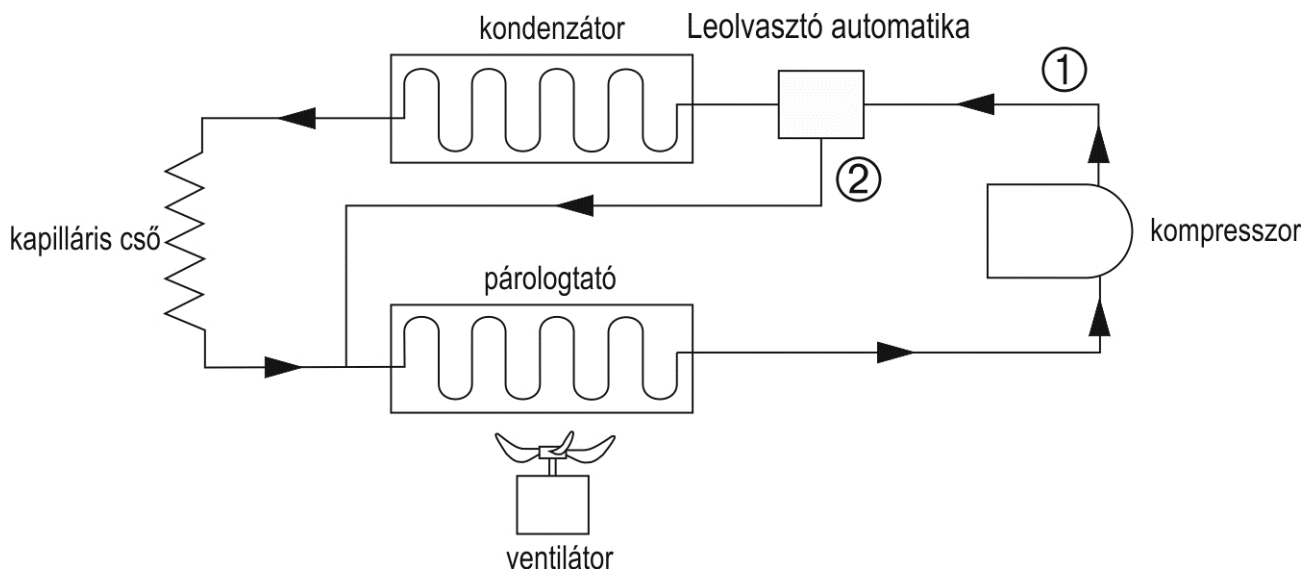 kondenzátor
Leolvasztó automatika
①
②
kapilláris cső
kompresszor
párologtató
ventilátor